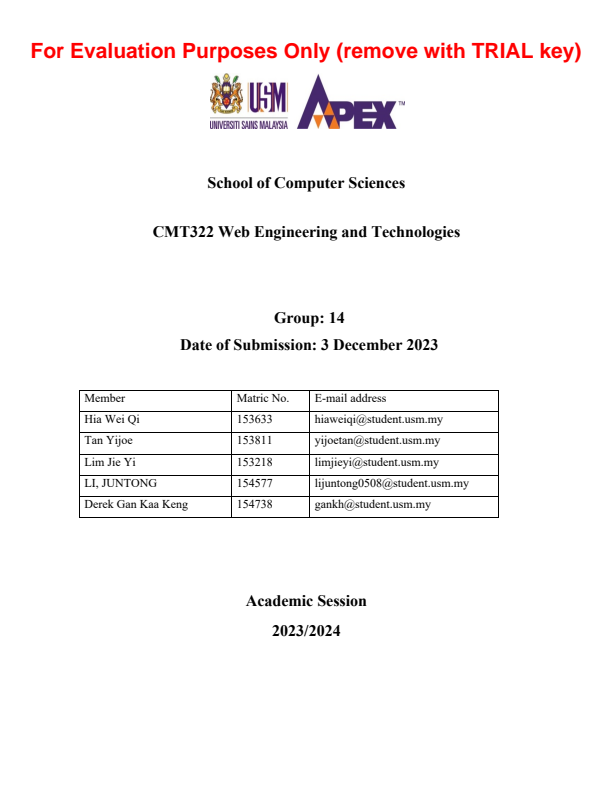 For Evaluation Purposes Only (remove with TRIAL key)
USM APEX™
UNIVERSITI SAINS MALAYSIA
School of Computer Sciences
CMT322 Web Engineering and Technologies
Group: 14
Date of Submission: 3 December 2023
Member Matric No. E-mail address
Hia Wei Qi 153633 hiaweiqi@student.usm.my
Tan Yijoe 153811 yijoetan@student.usm.my
Lim Jie Yi 153218 limjieyi@student.usm.my
LI, JUNTONG 154577 lijuntong0508@student.usm.my
Derek Gan Kaa Keng 154738 gankh@student.usm.my
Academic Session
2023/2024